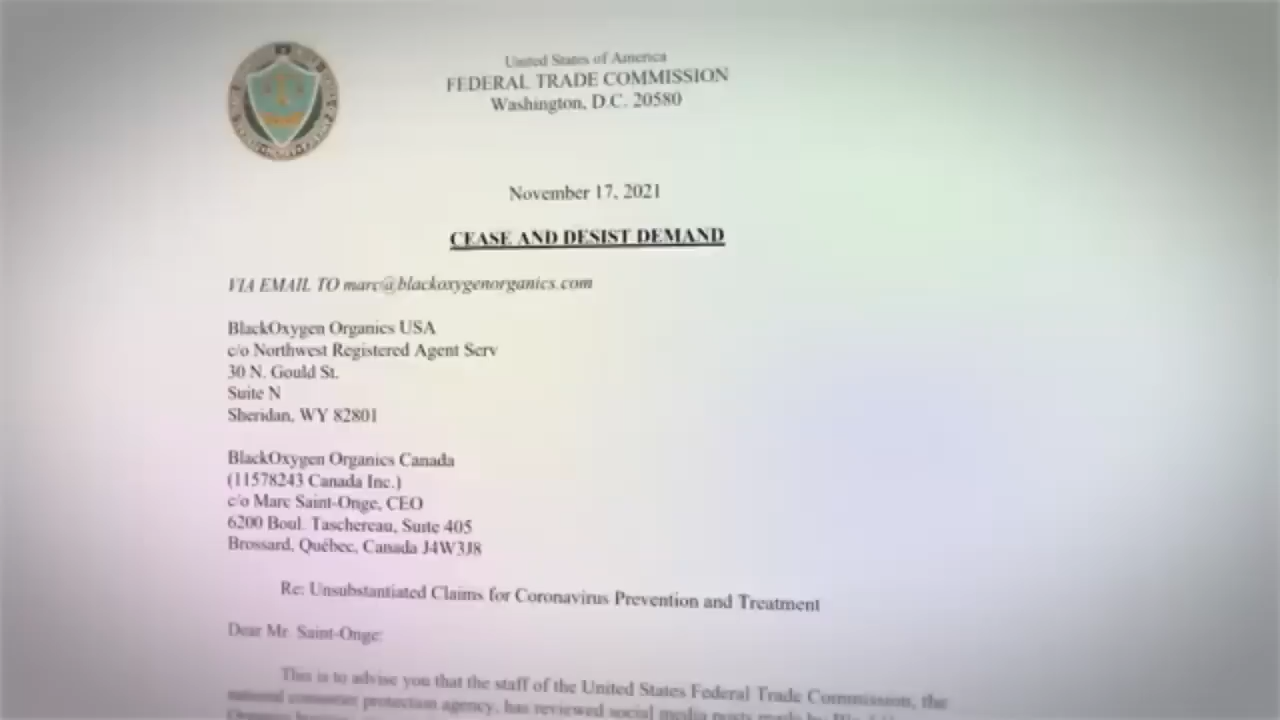 United States of America
FEDERAL TRADE COMMISSION
Washington, D.C. 20580
November 17, 2021
CEASE AND DESIST DEMAND
VIA EMAIL TO marc@blackoxygenorganics.com
BlackOxygen Organics USA
c/o Northwest Registered Agent Serv
30 N. Gould St.
Suite N
Sheridan, WY 82801
BlackOxygen Organics Canada
(11578243 Canada Inc.)
c/o Marc Saint-Onge, CEO
6200 Boul. Taschereau, Suite 405
Brossard, Québec, Canada J4W3J8
Re: Unsubstantiated Claims for Coronavirus Prevention and Treatment
Dear Mr. Saint-Onge:
This is to advise you that the staff of the United States Federal Trade Commission, the
national consumer protection agency, has reviewed social media posts made by